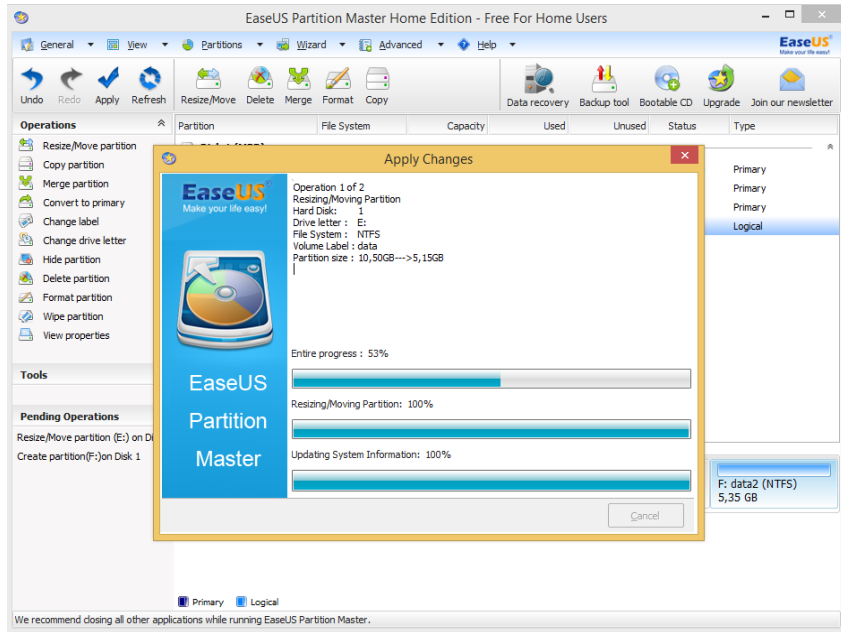 EaseUS Partition Master Home Edition - Free For Home Users
General View Partitions Wizard Advanced Help
EaseUS®
Make your life easy!
Undo Redo Apply Refresh Resize/Move Delete Merge Format Copy Data recovery Backup tool Bootable CD Upgrade Join our newsletter
Operations
Partition File System Capacity Used Unused Status Type
Resize/Move partition
Copy partition
Merge partition
Convert to primary
Change label
Change drive letter
Hide partition
Delete partition
Format partition
Wipe partition
View properties
Tools
Pending Operations
Resize/Move partition (E:) on Di
Create partition(F:)on Disk 1
Primary
Primary
Primary
Logical
Apply Changes
EaseUS®
Make your life easy!
EaseUS
Partition
Master
Operation 1 of 2
Resizing/Moving Partition
Hard Disk: 1
Drive letter : E:
File System : NTFS
Volume Label : data
Partition size : 10,50GB--->5,15GB
Entire progress : 53%
Resizing/Moving Partition: 100%
Updating System Information: 100%
Cancel
F: data2 (NTFS)
5,35 GB
Primary Logical
We recommend closing all other applications while running EaseUS Partition Master.